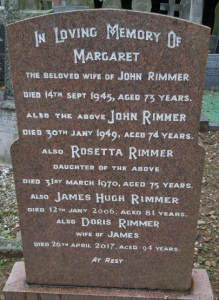 In Loving Memory Of
Margaret
the beloved wife of John Rimmer
died 14th Sept 1945, aged 73 years.
also the above John Rimmer
died 30th Jany 1949, aged 74 years.
also Rosetta Rimmer
daughter of the above
died 31st March 1970, aged 75 years.
also James Hugh Rimmer
died 12th Jany 2006, aged 81 years.
also Doris Rimmer
wife of James
died 26th April 2017, aged 94 years.
At Rest